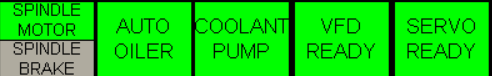 SPINDLE
MOTOR
SPINDLE
BRAKE
AUTO
OILER
COOLANT
PUMP
VFD
READY
SERVO
READY